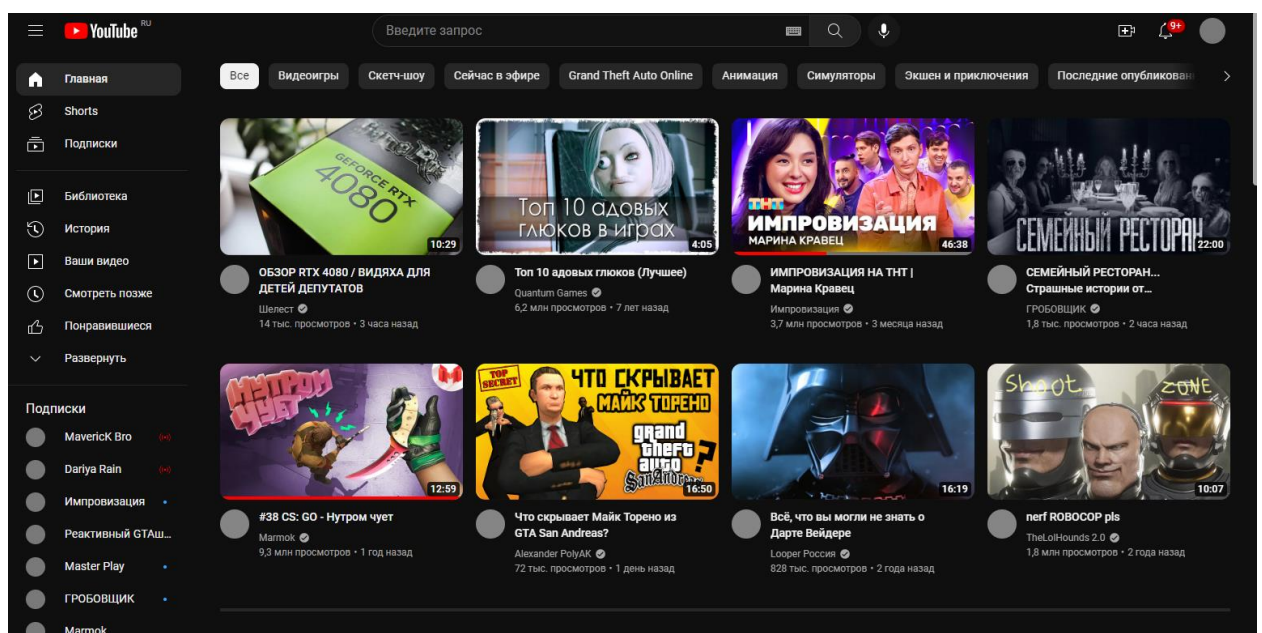 YouTube RU
Введите запрос
9+
Главная
Shorts
Подписки
Библиотека
История
Ваши видео
Смотреть позже
Понравившиеся
Развернуть
Подписки
MavericK Bro
Dariya Rain
Импровизация
Реактивный GTAш...
Master Play
ГРОБОВЩИК
Marmok
Все Видеоигры Скетч-шоу Сейчас в эфире Grand Theft Auto Online Анимация Симуляторы Экшен и приключения Последние опубликован
GEFORCE RTX
4080
10:29
ОБЗОР RTX 4080 / ВИДЯХА ДЛЯ
ДЕТЕЙ ДЕПУТАТОВ
Шелест
14 тыс. просмотров • 3 часа назад
Топ 10 адовых
глюков в играх
4:05
Топ 10 адовых глюков (Лучшее)
Quantum Games
6,2 млн просмотров • 7 лет назад
ТНТ
ИМПРОВИЗАЦИЯ
МАРИНА КРАВЕЦ
46:38
ИМПРОВИЗАЦИЯ НА ТНТ |
Марина Кравец
Импровизация
3,7 млн просмотров • 3 месяца назад
СЕМЕЙНЫЙ РЕСТОРАН
22:00
СЕМЕЙНЫЙ РЕСТОРАН...
Страшные истории от...
ГРОБОВЩИК
1,8 тыс. просмотров • 2 часа назад
НУТРОМ
ЧУЕТ
12:59
#38 CS: GO - Нутром чует
Marmok
9,3 млн просмотров • 1 год назад
TOP
SECRET
ЧТО СКРЫВАЕТ
МАЙК ТОРЕНО
grand
theft
auto
San Andreas
?
16:50
Что скрывает Майк Торено из
GTA San Andreas?
Alexander PolyAK
72 тыс. просмотров • 1 день назад
16:19
Всё, что вы могли не знать о
Дарте Вейдере
Looper Россия
828 тыс. просмотров • 2 года назад
Shoot ZONE
10:07
nerf ROBOCOP pls
TheLolHounds 2.0
1,8 млн просмотров • 2 года назад